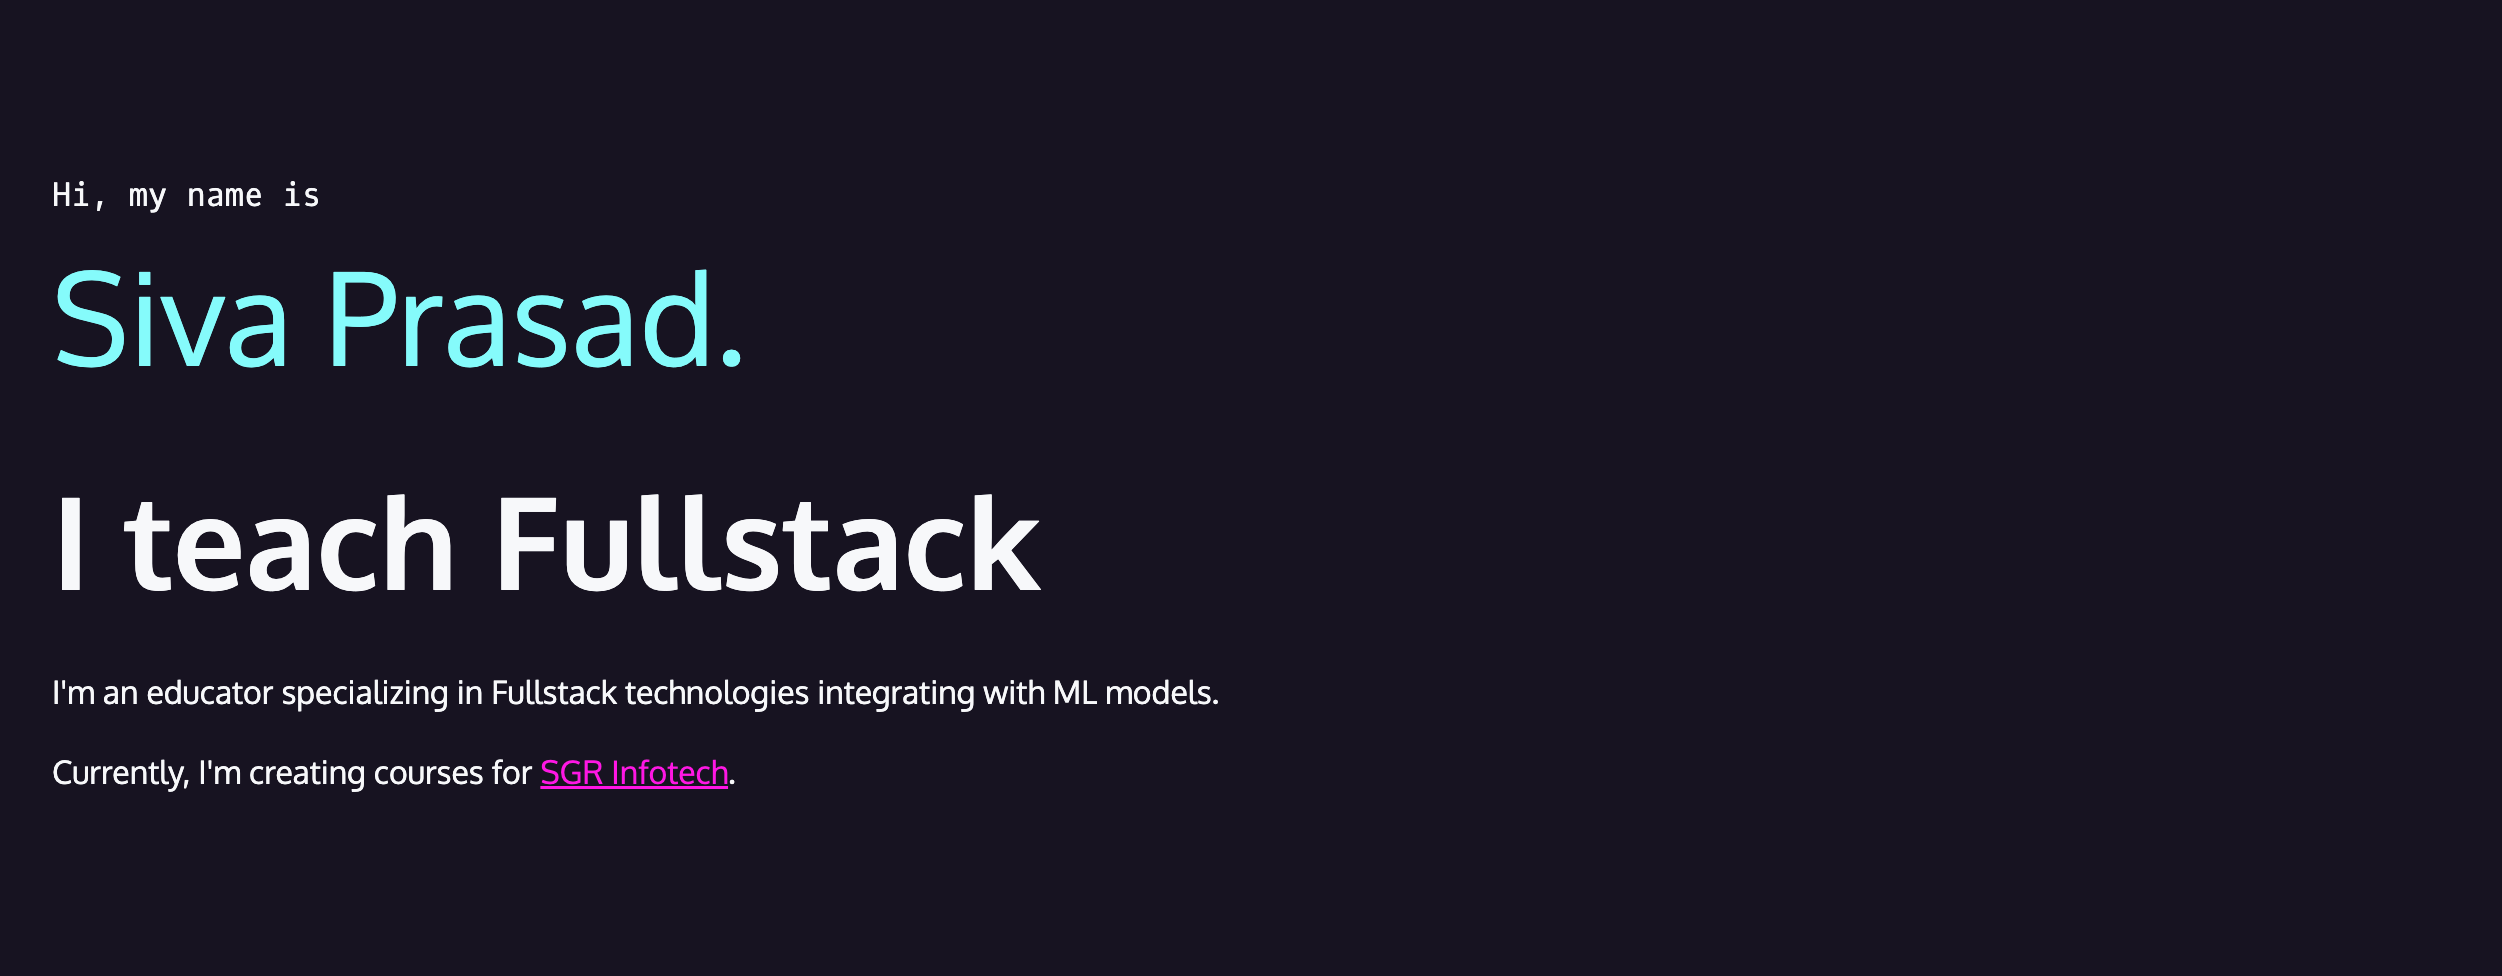 Hi, my name is
Siva Prasad.
I teach Fullstack
I'm an educator specializing in Fullstack technologies integrating with ML models.
Currently, I'm creating courses for SGR Infotech.